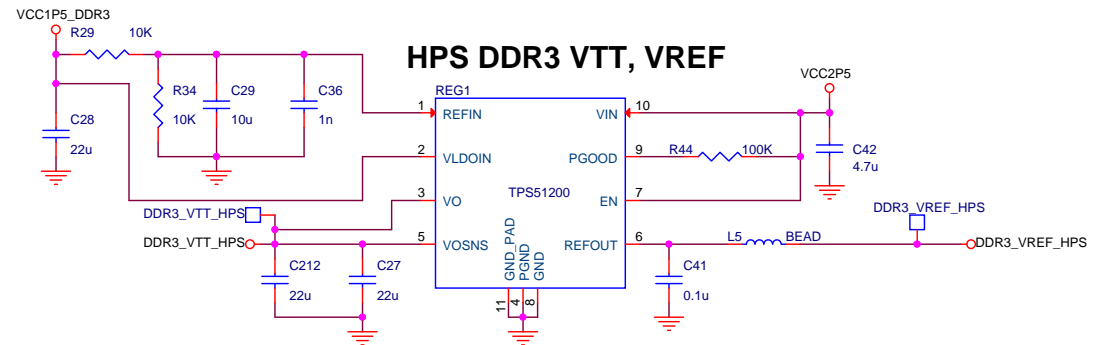 VCC1P5_DDR3
R29 10K
HPS DDR3 VTT, VREF
VCC2P5
REG1
R34
10K
C29
10u
C36
1n
1 REFIN
VIN 10
C28
22u
2 VLDOIN
PGOOD 9
R44 100K
C42
4.7u
TPS51200
3 VO
EN 7
DDR3_VTT_HPS
DDR3_VREF_HPS
DDR3_VTT_HPS
5 VOSNS
REFOUT 6
L5 BEAD
DDR3_VREF_HPS
C212
22u
C27
22u
GND_PAD
PGND
GND
11
4
8
C41
0.1u